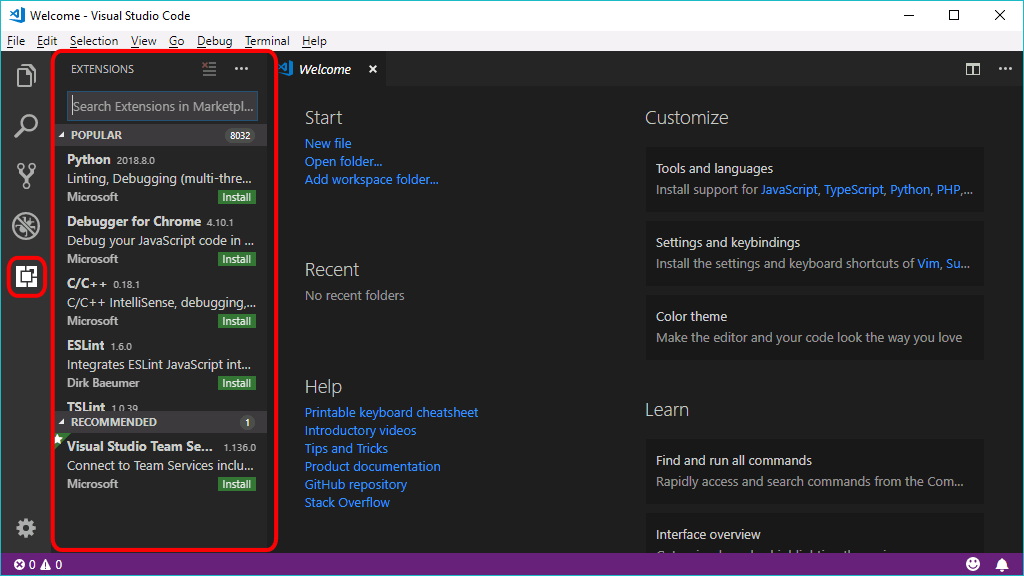 Welcome - Visual Studio Code
File Edit Selection View Go Debug Terminal Help
EXTENSIONS
Search Extensions in Marketpl...
POPULAR 8032
Python 2018.8.0
Linting, Debugging (multi-thre...
Microsoft Install
Debugger for Chrome 4.10.1
Debug your JavaScript code in ...
Microsoft Install
C/C++ 0.18.1
C/C++ IntelliSense, debugging,...
Microsoft Install
ESLint 1.6.0
Integrates ESLint JavaScript int...
Dirk Baeumer Install
TSLint 1.0.39
RECOMMENDED 1
Visual Studio Team Se... 1.136.0
Connect to Team Services inclu...
Microsoft Install
Welcome
Start
New file
Open folder...
Add workspace folder...
Recent
No recent folders
Help
Printable keyboard cheatsheet
Introductory videos
Tips and Tricks
Product documentation
GitHub repository
Stack Overflow
Customize
Tools and languages
Install support for JavaScript, TypeScript, Python, PHP,...
Settings and keybindings
Install the settings and keyboard shortcuts of Vim, Su...
Color theme
Make the editor and your code look the way you love
Learn
Find and run all commands
Rapidly access and search commands from the Com...
Interface overview
0 0